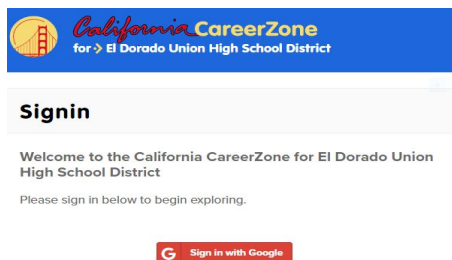 California CareerZone
for > El Dorado Union High School District
Signin
Welcome to the California CareerZone for El Dorado Union
High School District
Please sign in below to begin exploring.
G Sign in with Google